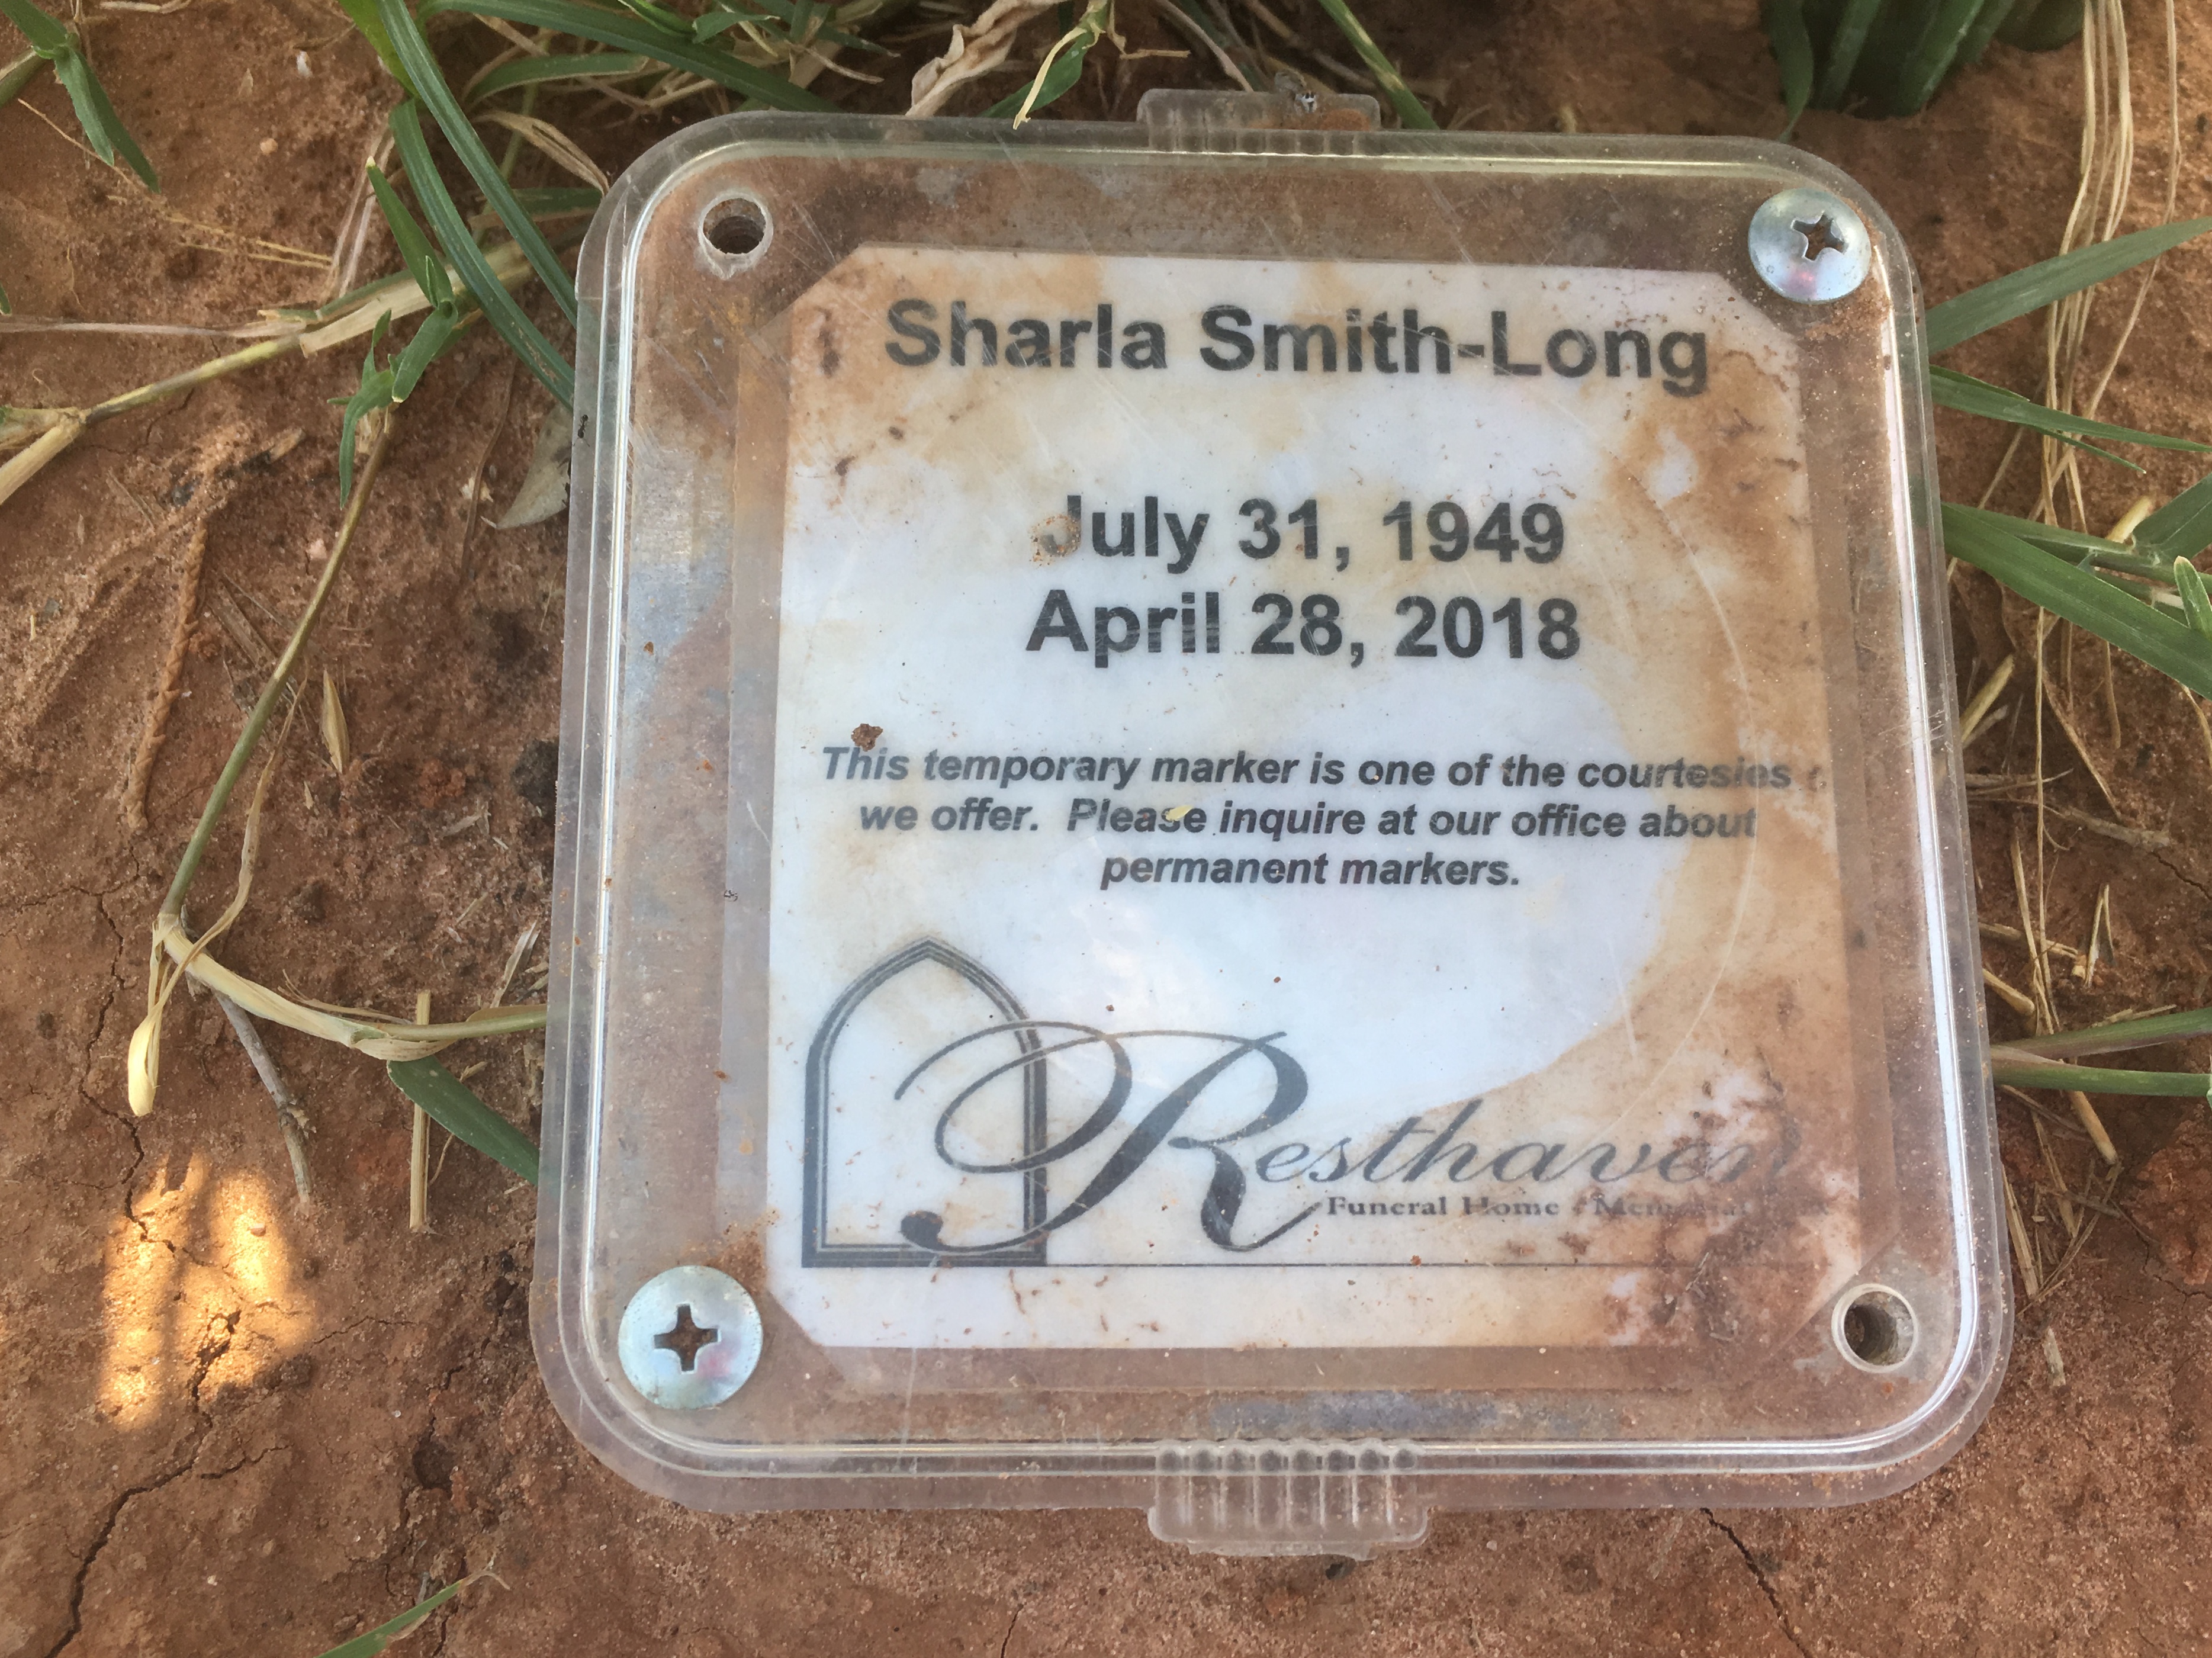 Sharla Smith-Long
July 31, 1949
April 28, 2018
This temporary marker is one of the courtesies
we offer. Please inquire at our office about
permanent markers.
Resthaven
Funeral Home Memorial